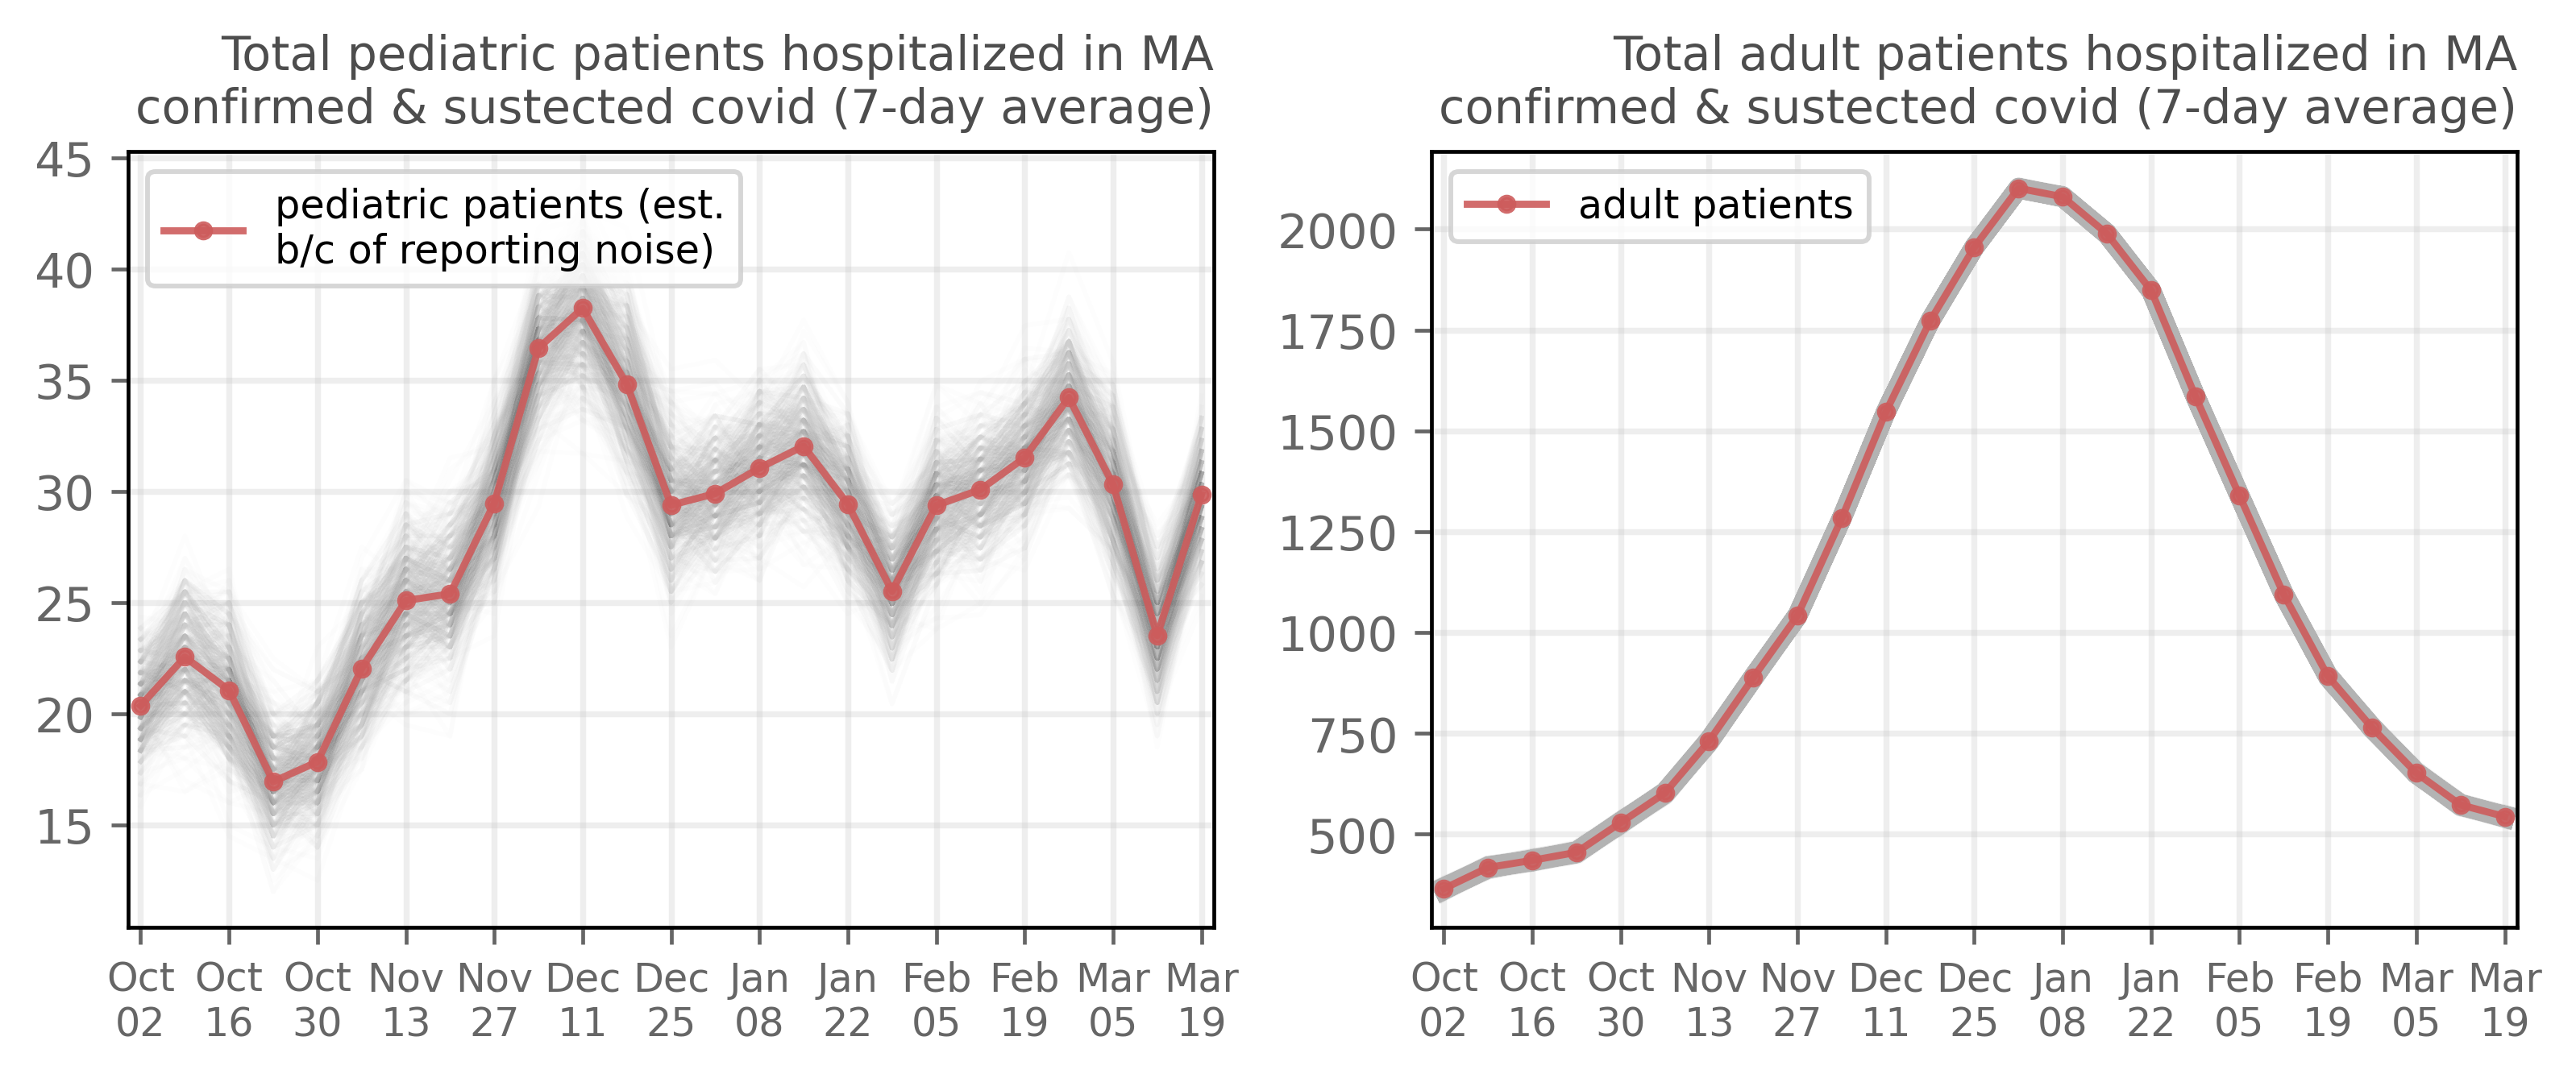 Total pediatric patients hospitalized in MA
confirmed & sustected covid (7-day average)
45
40
35
30
25
20
15
pediatric patients (est.
b/c of reporting noise)
Oct Oct Oct Nov Nov Dec Dec Jan Jan Feb Feb Mar Mar
02 16 30 13 27 11 25 08 22 05 19 05 19
Total adult patients hospitalized in MA
confirmed & sustected covid (7-day average)
2000
1750
1500
1250
1000
750
500
adult patients
Oct Oct Oct Nov Nov Dec Dec Jan Jan Feb Feb Mar Mar
02 16 30 13 27 11 25 08 22 05 19 05 19